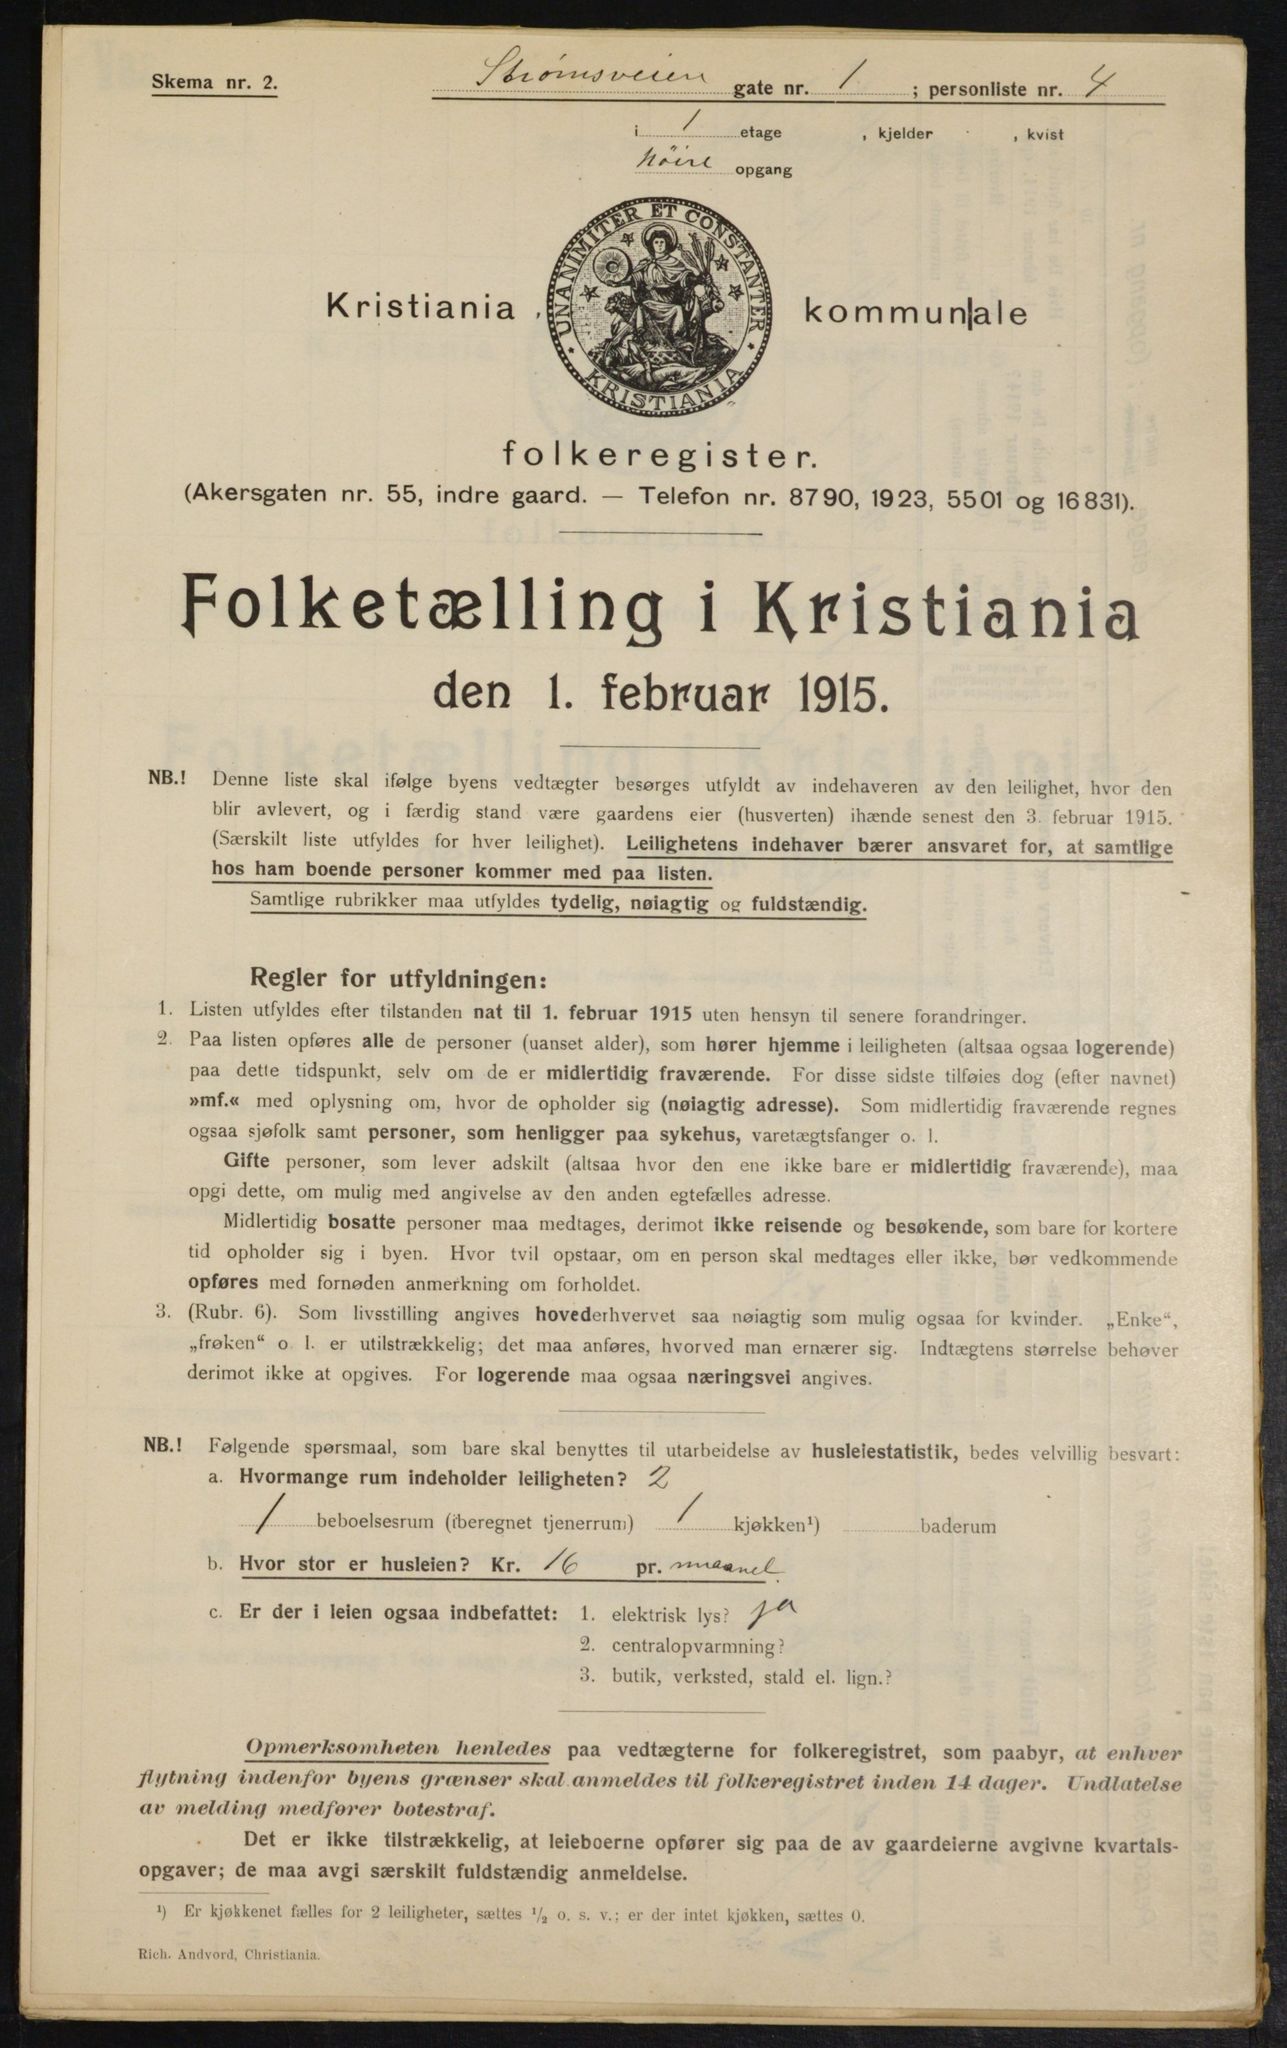 Skema nr. 2.
Strømsveien gate nr. 1 ; personliste nr. 4
i 1 etage , kjelder , kvist
Høire opgang
UNANIMITER ET CONSTANTER
KRISTIANIA
Kristiania kommunale
folkeregister.
(Akersgaten nr. 55, indre gaard. — Telefon nr. 8790, 1923, 5501 og 16831).
Folketælling i Kristiania
den 1. februar 1915.
NB.! Denne liste skal ifølge byens vedtægter besørges utfyldt av indehaveren av den leilighet, hvor den
blir avlevert, og i færdig stand være gaardens eier (husverten) ihænde senest den 3. februar 1915.
(Særskilt liste utfyldes for hver leilighet). Leilighetens indehaver bærer ansvaret for, at samtlige
hos ham boende personer kommer med paa listen.
Samtlige rubrikker maa utfyldes tydelig, nøiagtig og fuldstændig.
Regler for utfyldningen:
1. Listen utfyldes efter tilstanden nat til 1. februar 1915 uten hensyn til senere forandringer.
2. Paa listen opføres alle de personer (uanset alder), som hører hjemme i leiligheten (altsaa ogsaa logerende)
paa dette tidspunkt, selv om de er midlertidig fraværende. For disse sidste tilføies dog (efter navnet)
»mf.« med oplysning om, hvor de opholder sig (nøiagtig adresse). Som midlertidig fraværende regnes
ogsaa sjøfolk samt personer, som henligger paa sykehus, varetægtsfanger o. l.
Gifte personer, som lever adskilt (altsaa hvor den ene ikke bare er midlertidig fraværende), maa
opgi dette, om mulig med angivelse av den anden egtefælles adresse.
Midlertidig bosatte personer maa medtages, derimot ikke reisende og besøkende, som bare for kortere
tid opholder sig i byen. Hvor tvil opstaar, om en person skal medtages eller ikke, bør vedkommende
opføres med fornøden anmerkning om forholdet.
3. (Rubr. 6). Som livsstilling angives hovederhvervet saa nøiagtig som mulig ogsaa for kvinder. „Enke“,
„frøken“ o. l. er utilstrækkelig; det maa anføres, hvorved man ernærer sig. Indtægtens størrelse behøver
derimot ikke at opgives. For logerende maa ogsaa næringsvei angives.
NB.! Følgende spørsmaal, som bare skal benyttes til utarbeidelse av husleiestatistik, bedes velvillig besvart:
a. Hvormange rum indeholder leiligheten? 2
1 beboelsesrum (iberegnet tjenerrum) 1 kjøkken¹) baderum
b. Hvor stor er husleien? Kr. 16 pr. maaned.
c. Er der i leien ogsaa indbefattet: 1. elektrisk lys? ja
2. centralopvarmning?
3. butik, verksted, stald el. lign.?
Opmerksomheten henledes paa vedtægterne for folkeregistret, som paabyr, at enhver
flytning indenfor byens grænser skal anmeldes til folkeregistret inden 14 dager. Undlatelse
av melding medfører botestraf.
Det er ikke tilstrækkelig, at leieboerne opfører sig paa de av gaardeierne avgivne kvartals-
opgaver; de maa avgi særskilt fuldstændig anmeldelse.
¹) Er kjøkkenet fælles for 2 leiligheter, sættes ½ o. s. v.; er der intet kjøkken, sættes 0.
Rich. Andvord, Christiania.